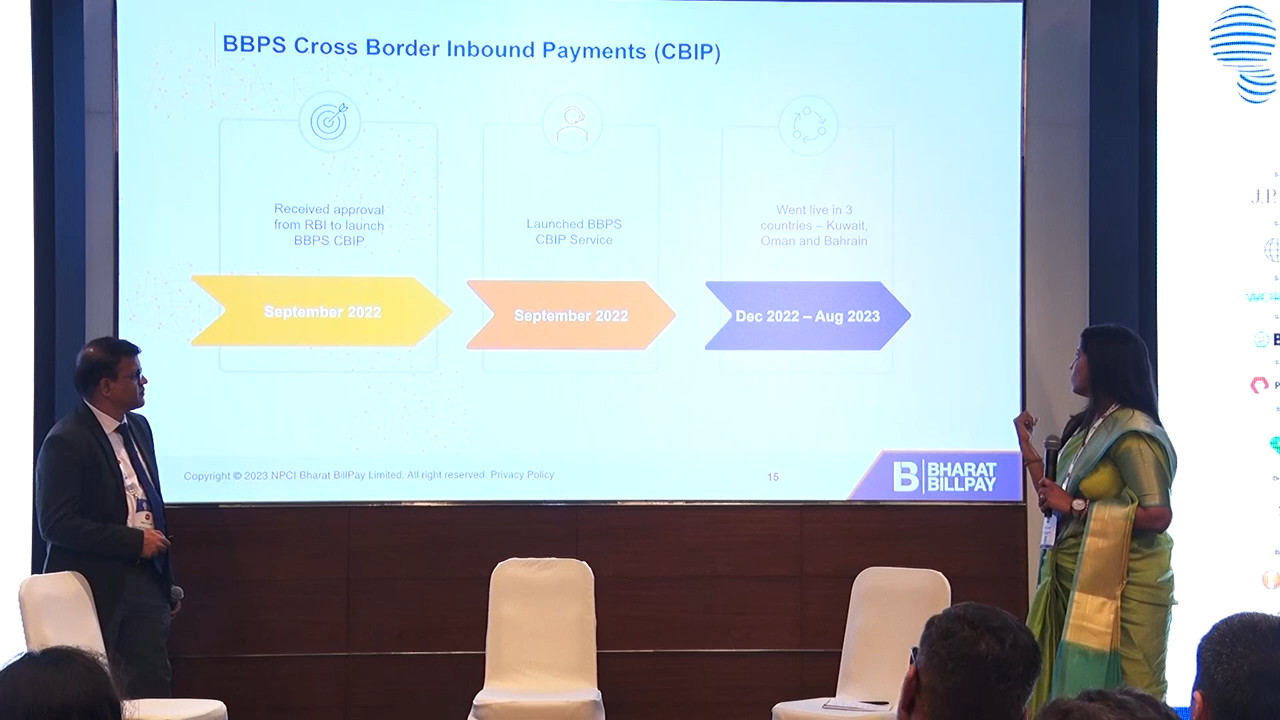 BBPS Cross Border Inbound Payments (CBIP)
Received approval
from RBI to launch
BBPS CBIP
Launched BBPS
CBIP Service
Went live in 3
countries – Kuwait,
Oman and Bahrain
September 2022
September 2022
Dec 2022 – Aug 2023
Copyright © 2023 NPCI Bharat BillPay Limited. All right reserved. Privacy Policy
15
B BHARAT
BILLPAY
J.P.